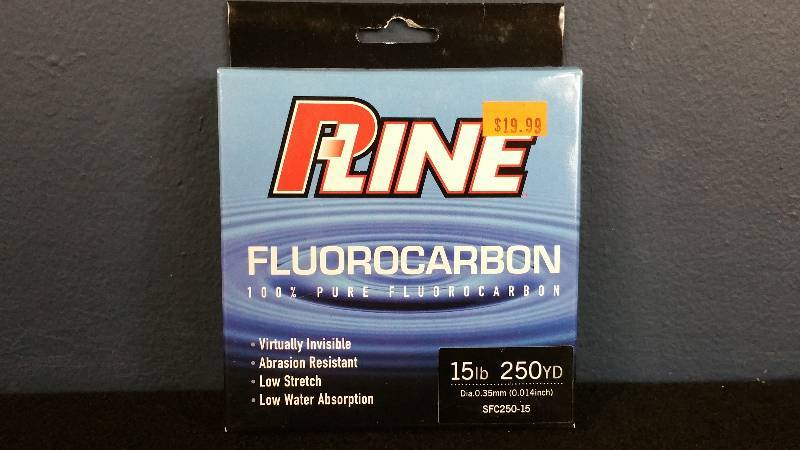 P-LINE
$19.99
FLUOROCARBON
100% PURE FLUOROCARBON
• Virtually Invisible
• Abrasion Resistant
• Low Stretch
• Low Water Absorption
15lb 250YD
Dia.0.35mm (0.014inch)
SFC250-15